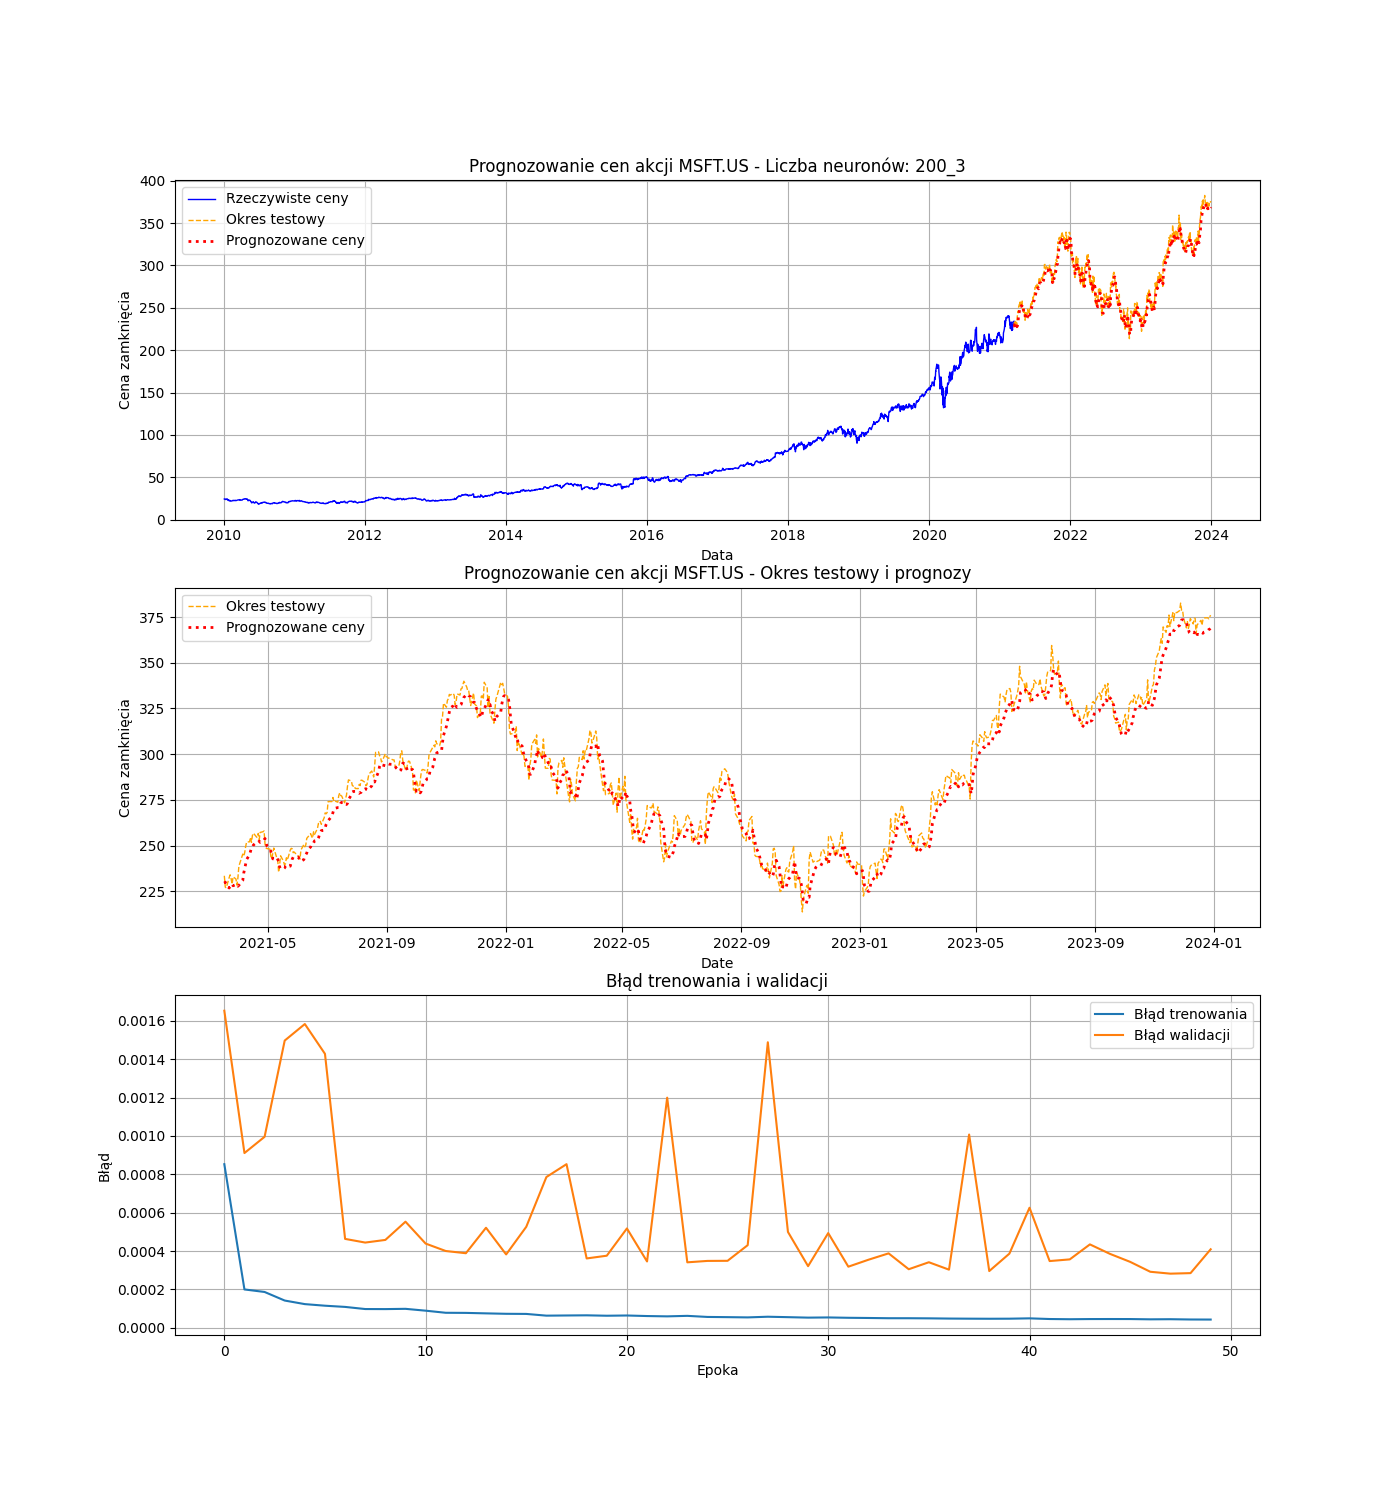 Prognozowanie cen akcji MSFT.US - Liczba neuronów: 200_3
400
350
300
250
200
150
100
50
0
Cena zamknięcia
Rzeczywiste ceny
Okres testowy
Prognozowane ceny
2010 2012 2014 2016 2018 2020 2022 2024
Data
Prognozowanie cen akcji MSFT.US - Okres testowy i prognozy
375
350
325
300
275
250
225
Cena zamknięcia
Okres testowy
Prognozowane ceny
2021-05 2021-09 2022-01 2022-05 2022-09 2023-01 2023-05 2023-09 2024-01
Date
Błąd trenowania i walidacji
0.0016
0.0014
0.0012
0.0010
0.0008
0.0006
0.0004
0.0002
0.0000
Błąd
Błąd trenowania
Błąd walidacji
0 10 20 30 40 50
Epoka